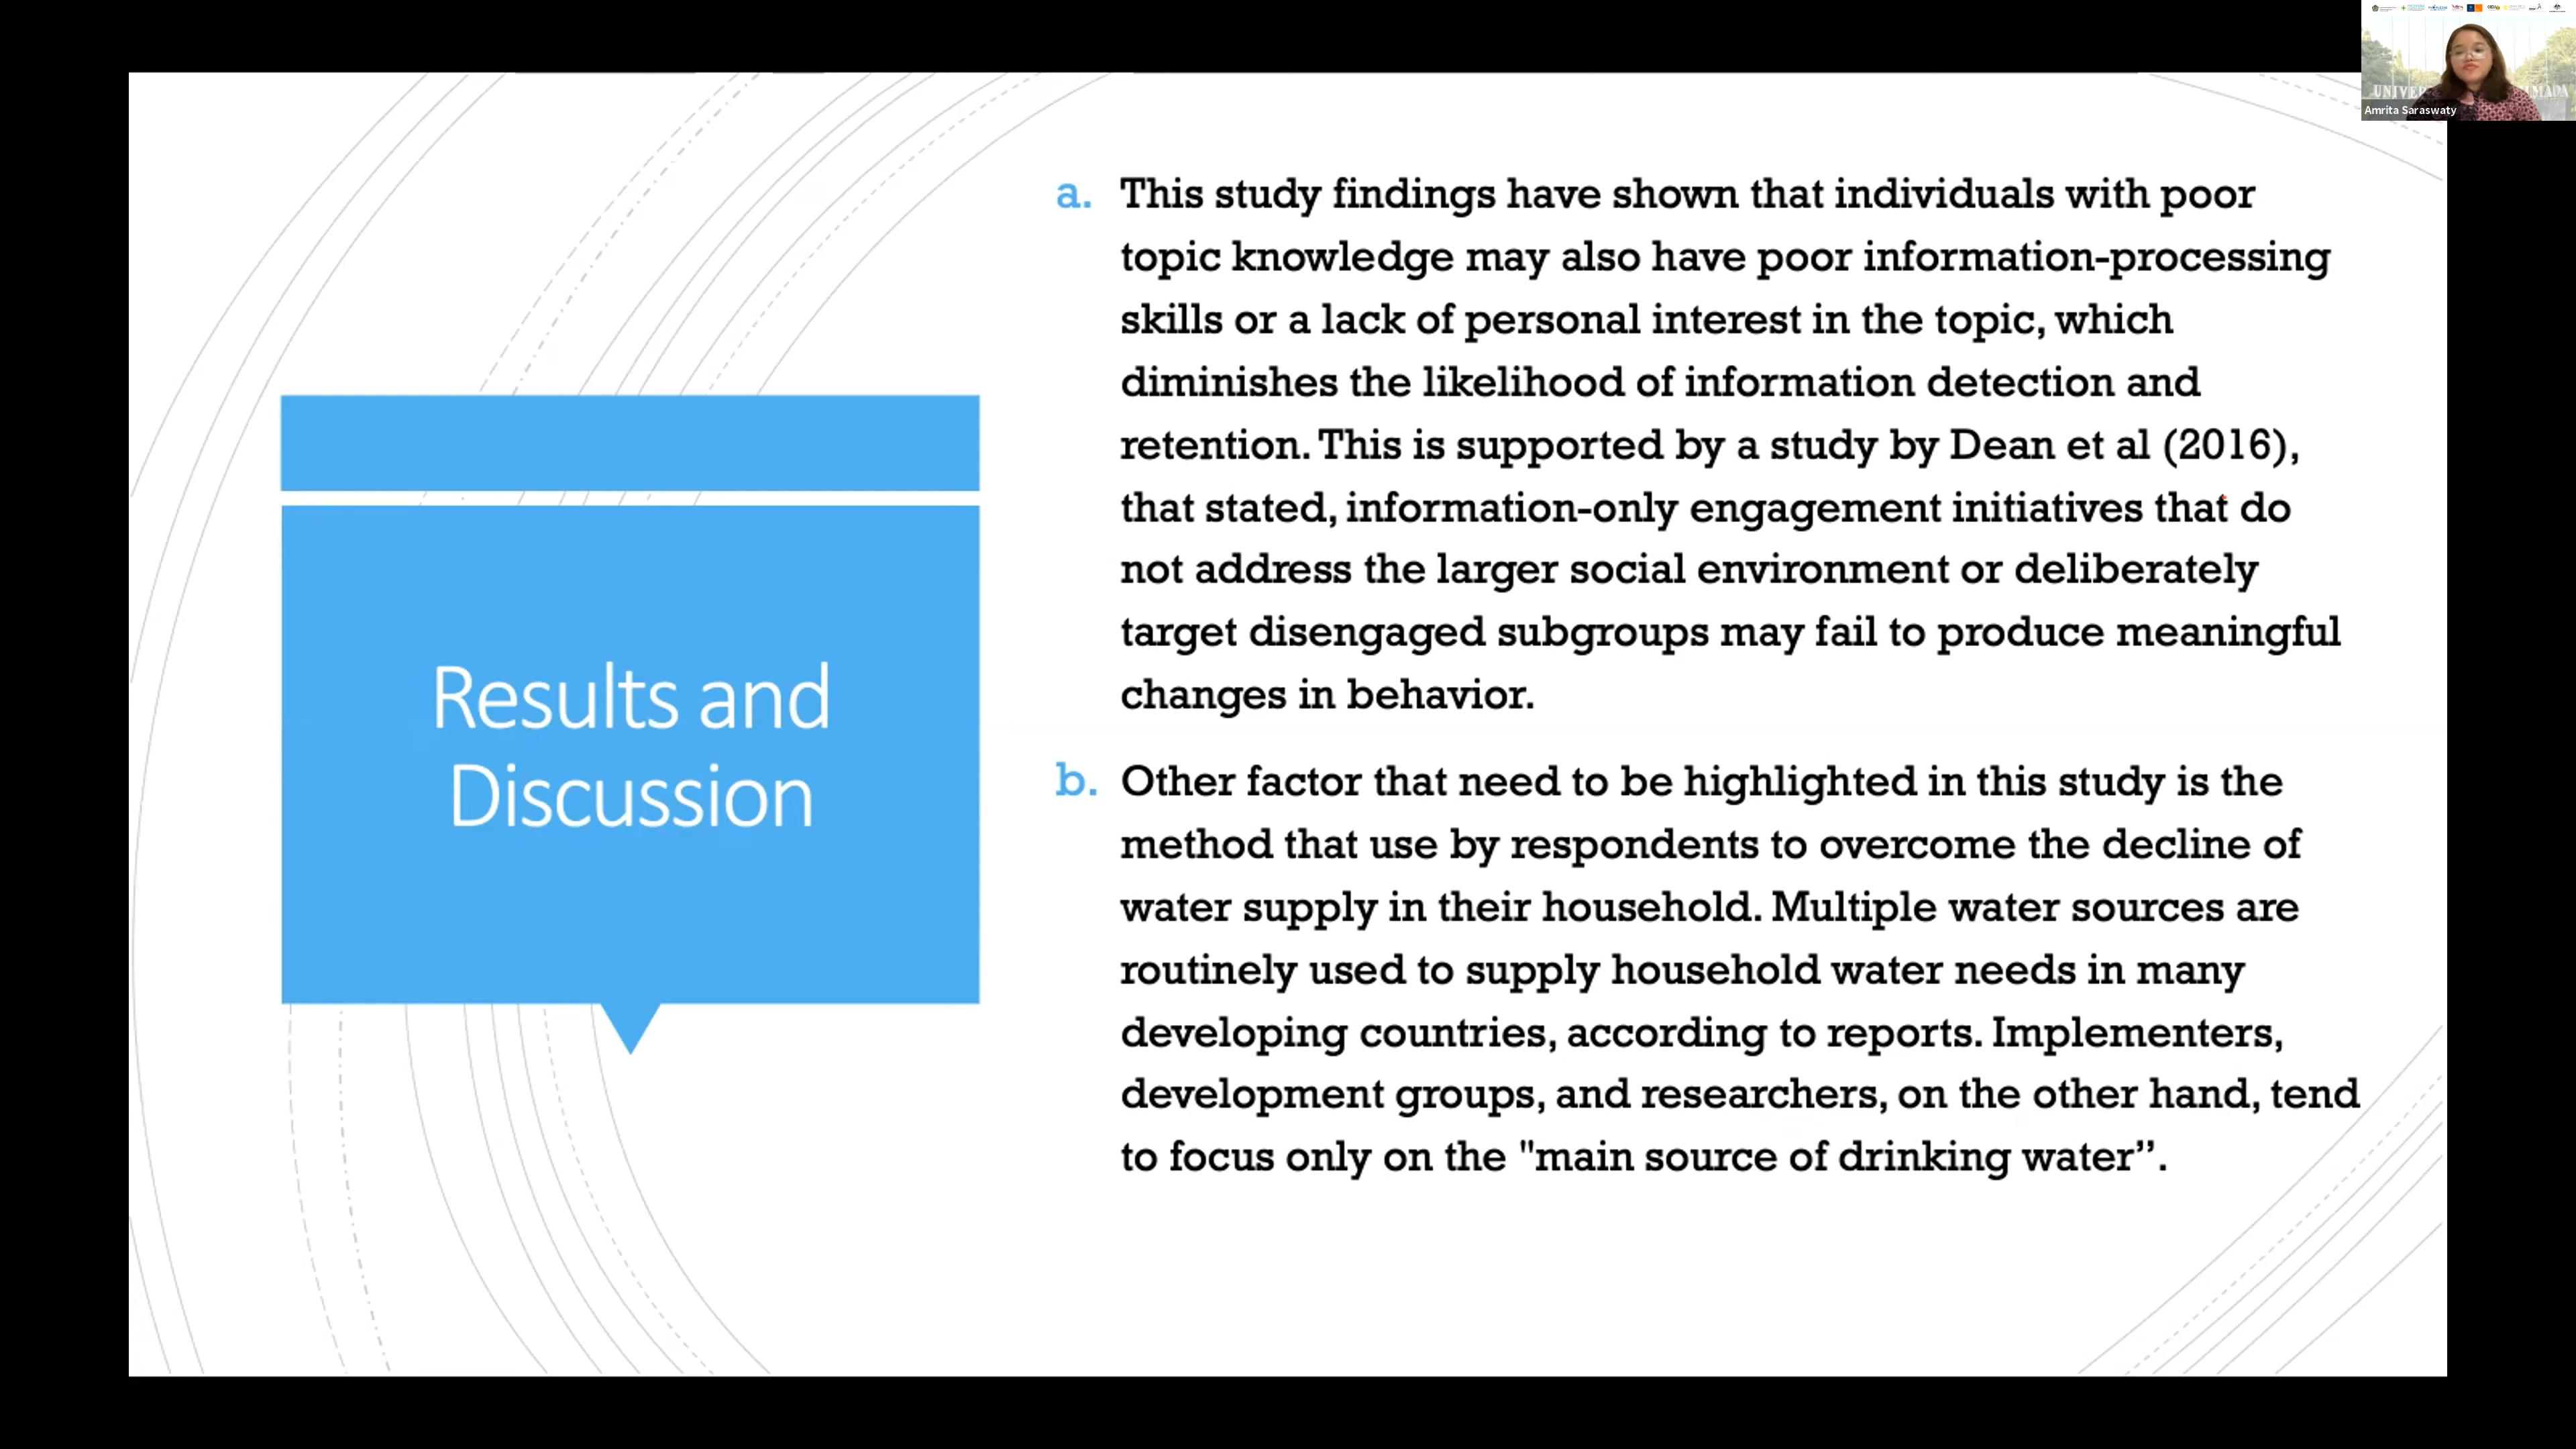 Amrita Saraswaty
Results and
Discussion
a. This study findings have shown that individuals with poor
topic knowledge may also have poor information-processing
skills or a lack of personal interest in the topic, which
diminishes the likelihood of information detection and
retention. This is supported by a study by Dean et al (2016),
that stated, information-only engagement initiatives that do
not address the larger social environment or deliberately
target disengaged subgroups may fail to produce meaningful
changes in behavior.
b. Other factor that need to be highlighted in this study is the
method that use by respondents to overcome the decline of
water supply in their household. Multiple water sources are
routinely used to supply household water needs in many
developing countries, according to reports. Implementers,
development groups, and researchers, on the other hand, tend
to focus only on the "main source of drinking water”.